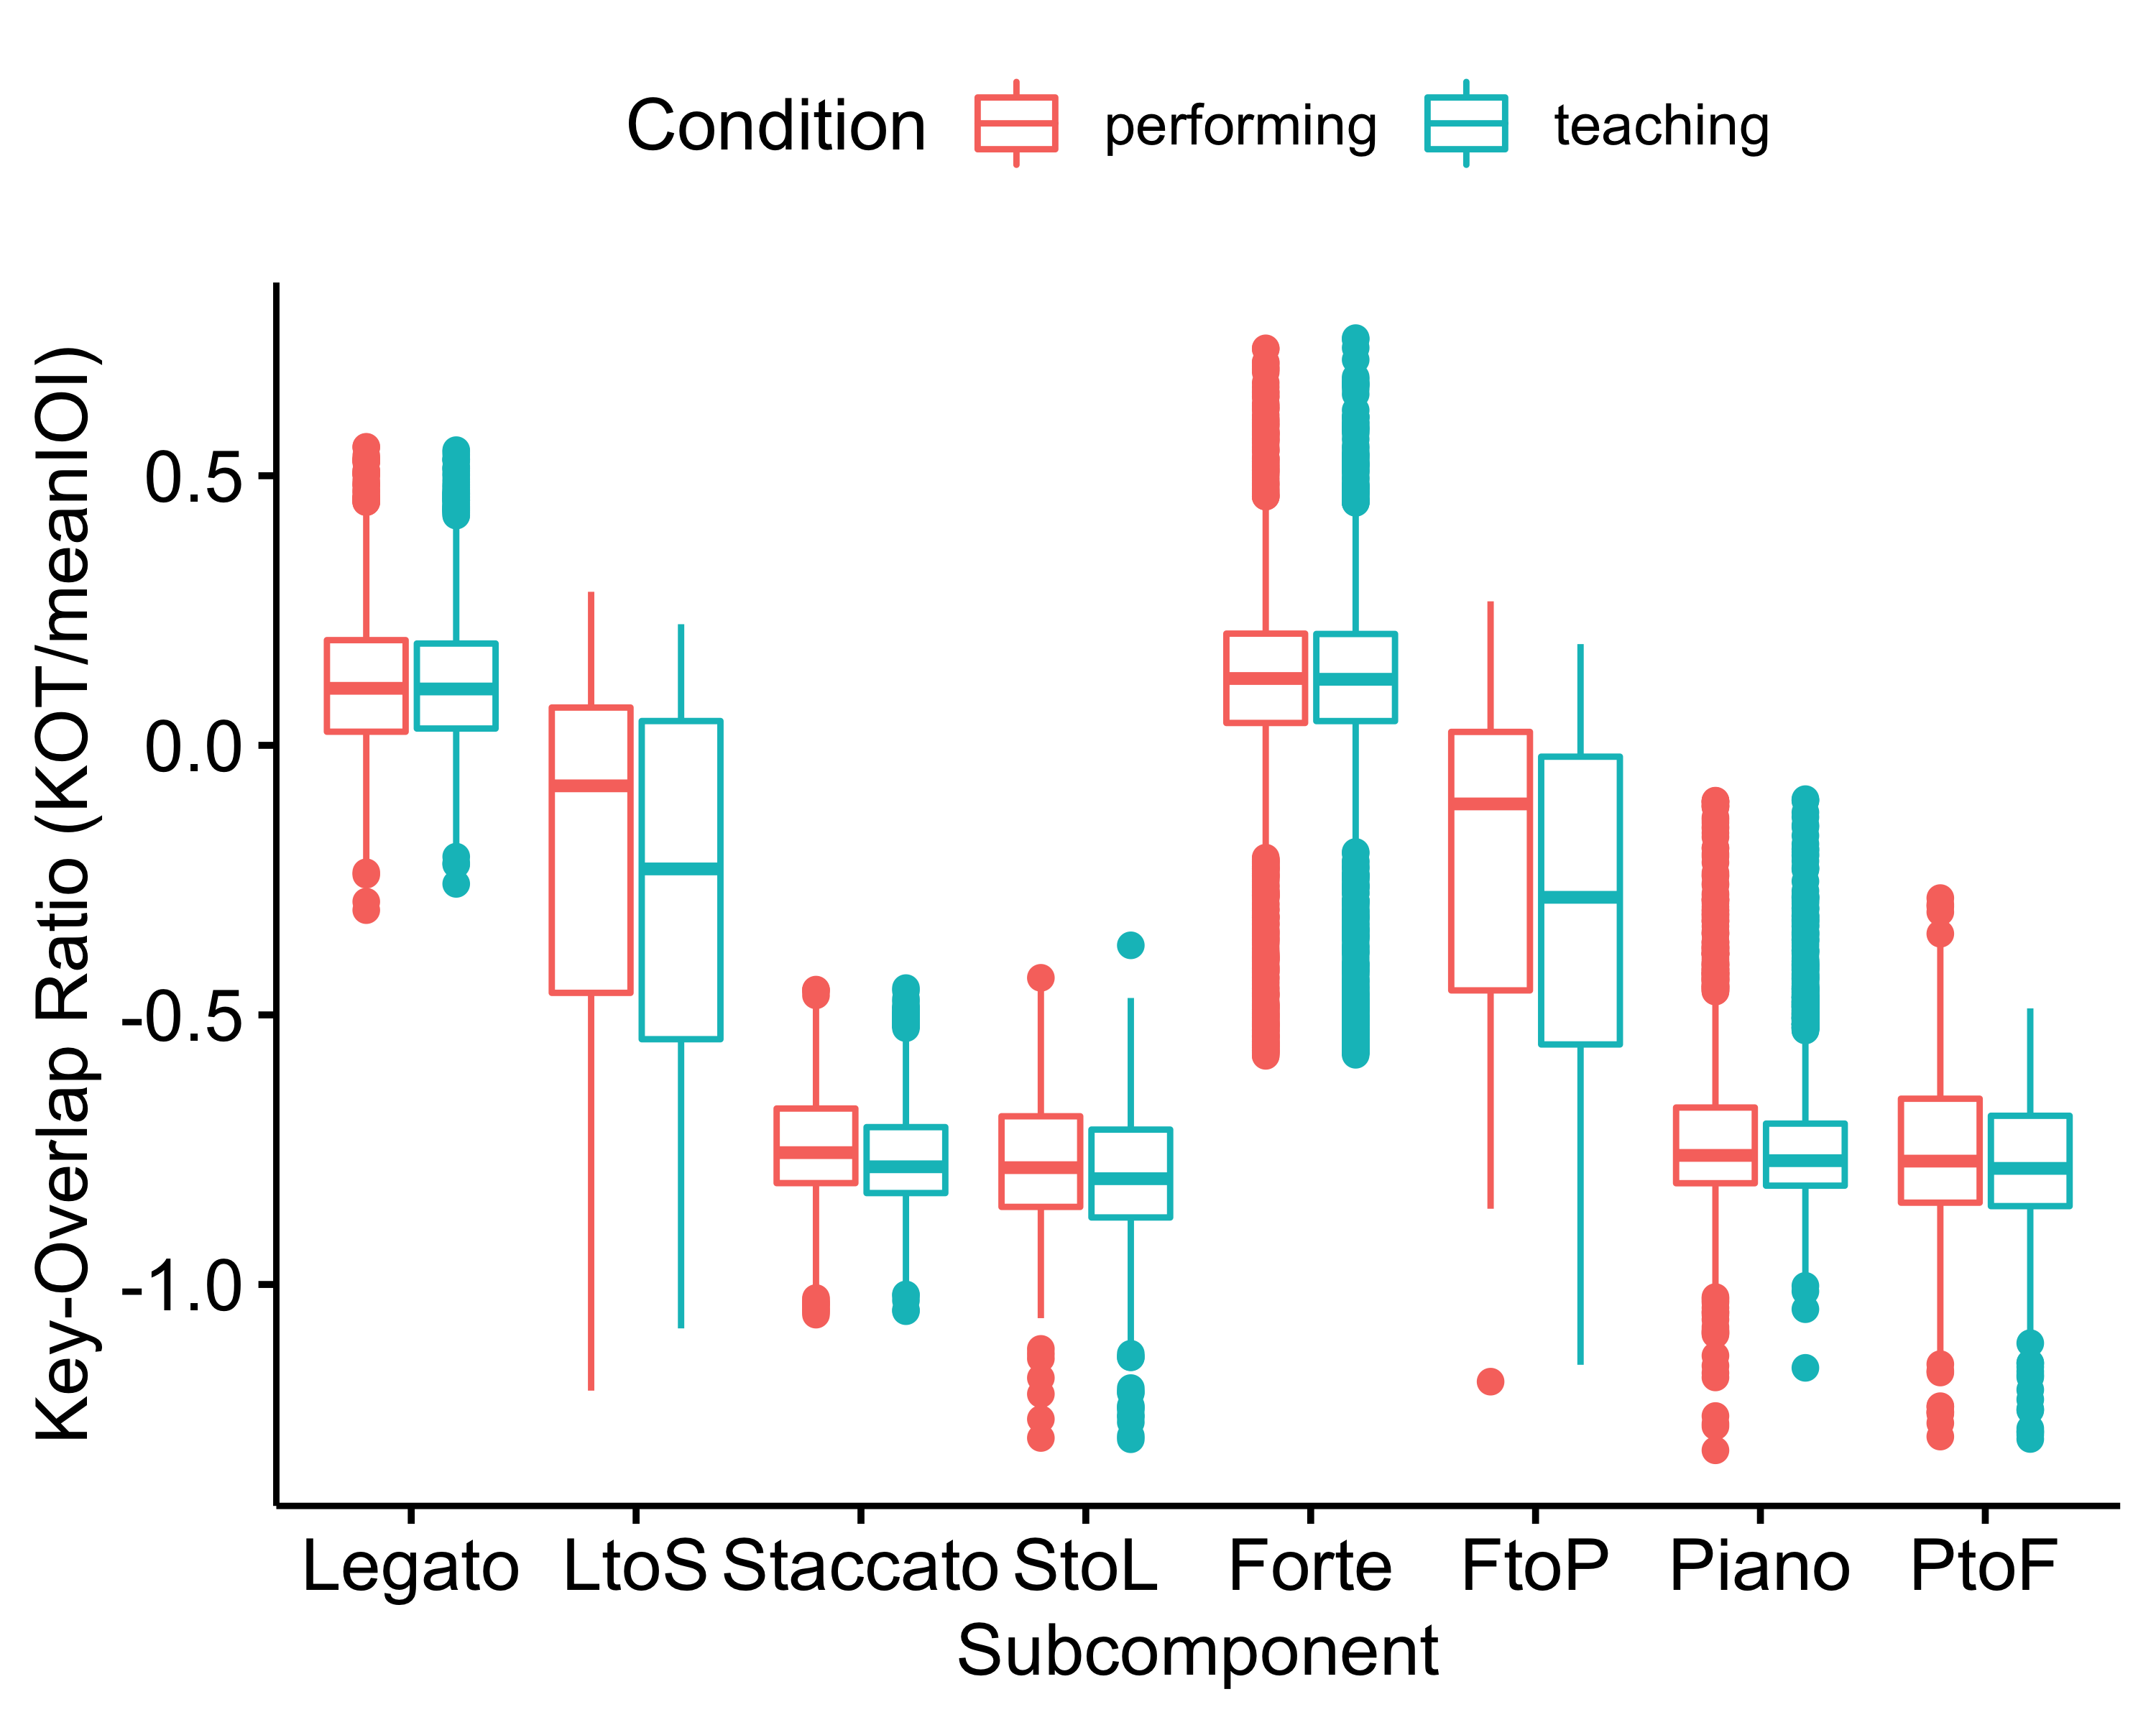 Condition performing teaching
Key-Overlap Ratio (KOT/meanIOI)
0.5
0.0
-0.5
-1.0
Legato LtoS Staccato StoL Forte FtoP Piano PtoF
Subcomponent